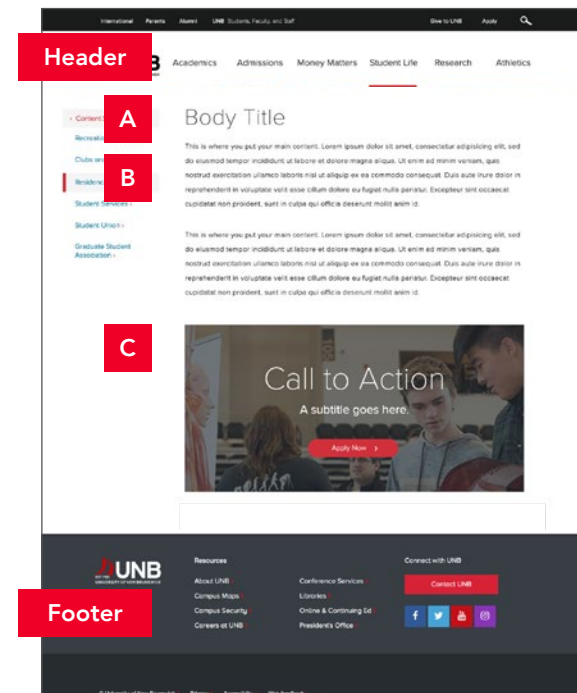 International Parents Alumni UNB Students, Faculty, and Staff Give to UNB Apply
Header
Academics Admissions Money Matters Student Life Research Athletics
A
B
C
‹ Content
Recreati
Clubs an
Residenc
Student Services ›
Student Union ›
Graduate Student
Association ›
Body Title
This is where you put your main content. Lorem ipsum dolor sit amet, consectetur adipisicing elit, sed
do eiusmod tempor incididunt ut labore et dolore magna aliqua. Ut enim ad minim veniam, quis
nostrud exercitation ullamco laboris nisi ut aliquip ex ea commodo consequat. Duis aute irure dolor in
reprehenderit in voluptate velit esse cillum dolore eu fugiat nulla pariatur. Excepteur sint occaecat
cupidatat non proident, sunt in culpa qui officia deserunt mollit anim id.
This is where you put your main content. Lorem ipsum dolor sit amet, consectetur adipisicing elit, sed
do eiusmod tempor incididunt ut labore et dolore magna aliqua. Ut enim ad minim veniam, quis
nostrud exercitation ullamco laboris nisi ut aliquip ex ea commodo consequat. Duis aute irure dolor in
reprehenderit in voluptate velit esse cillum dolore eu fugiat nulla pariatur. Excepteur sint occaecat
cupidatat non proident, sunt in culpa qui officia deserunt mollit anim id.
Call to Action
A subtitle goes here.
Apply Now ›
UNB
UNIVERSITY OF NEW BRUNSWICK
Footer
Resources
About UNB ›
Campus Maps ›
Campus Security ›
Careers at UNB ›
Conference Services ›
Libraries ›
Online & Continuing Ed ›
President's Office ›
Connect with UNB
Contact UNB